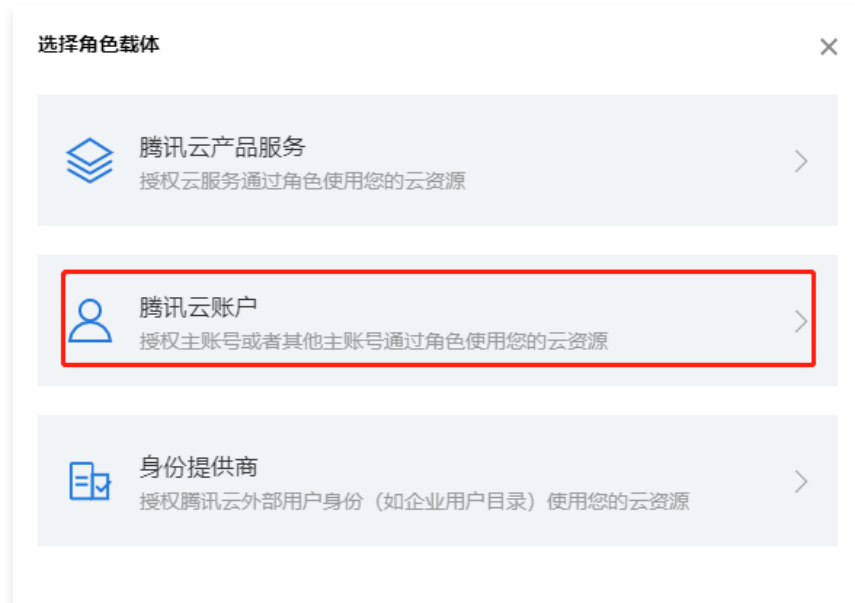 选择角色载体
腾讯云产品服务
授权云服务通过角色使用您的云资源
腾讯云账户
授权主账号或者其他主账号通过角色使用您的云资源
身份提供商
授权腾讯云外部用户身份（如企业用户目录）使用您的云资源